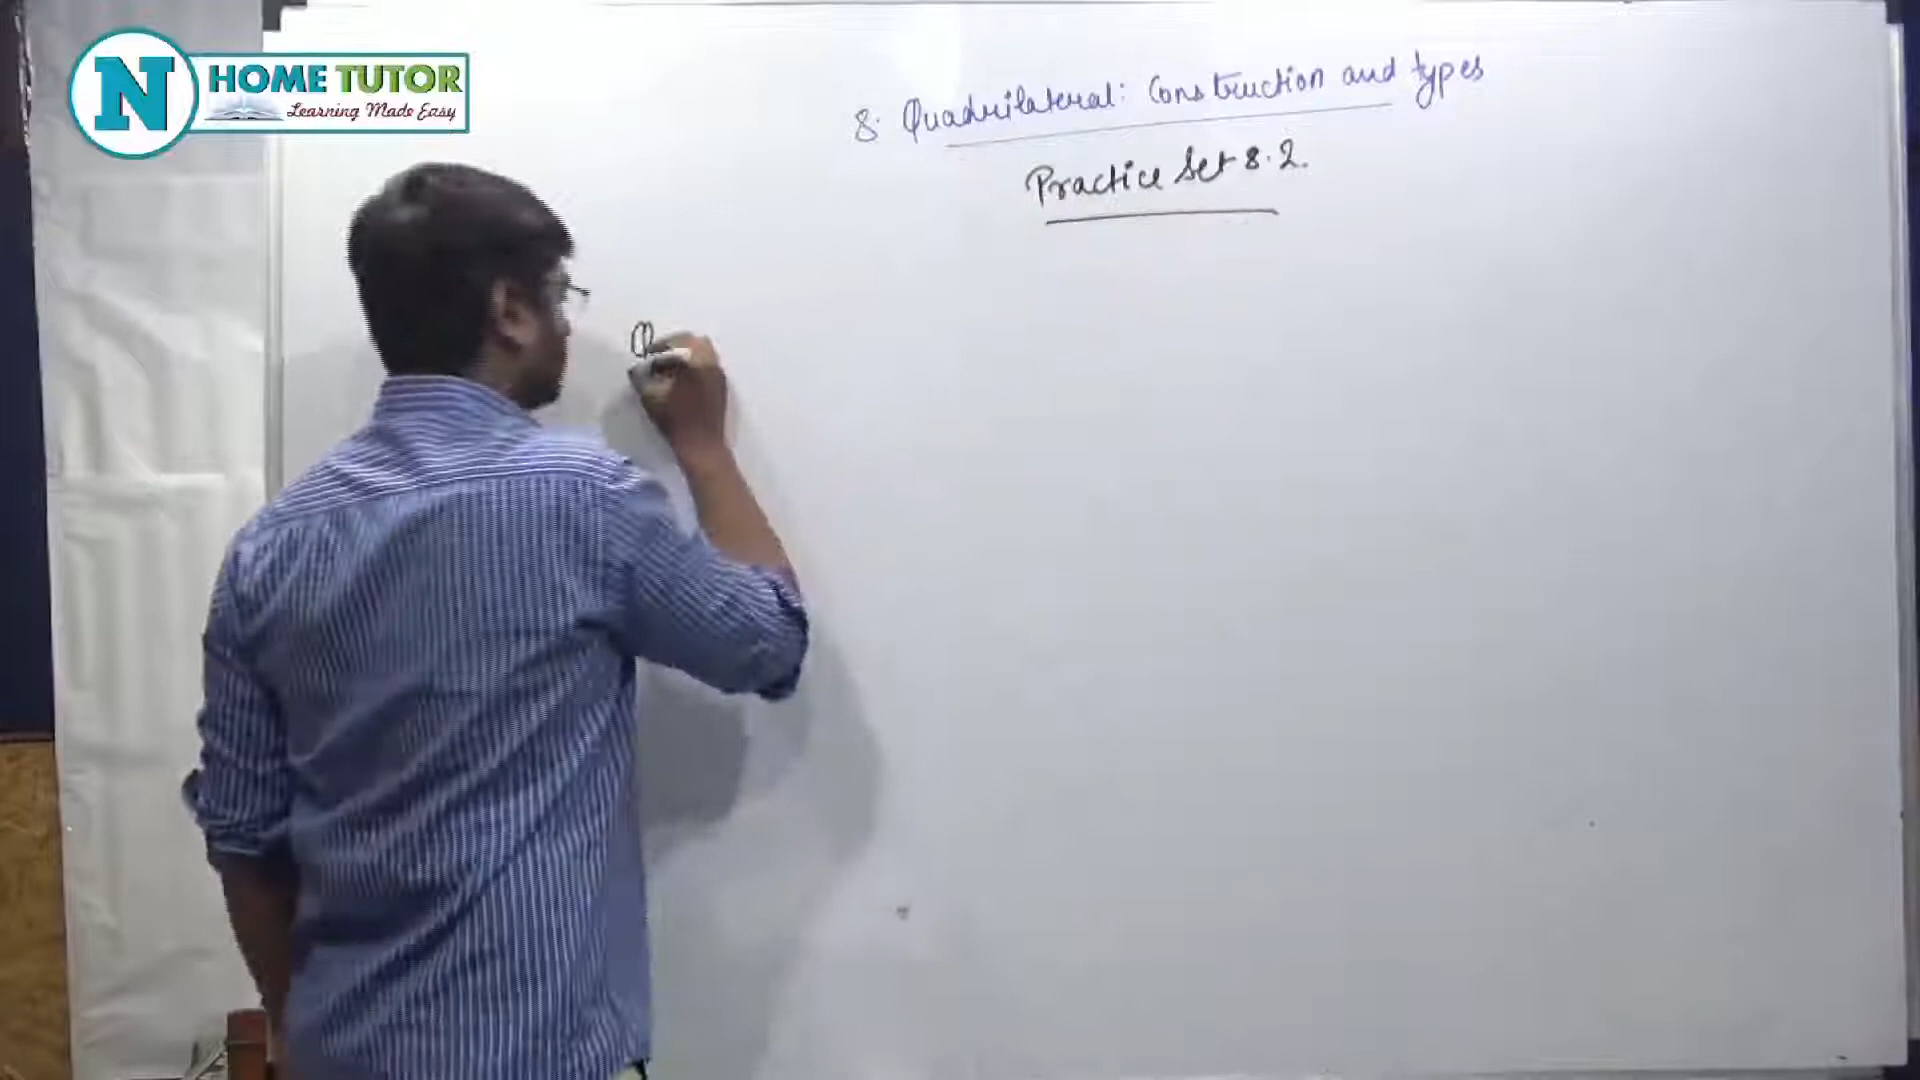 N HOME TUTOR
Learning Made Easy
8. Quadrilateral: Construction and types
Practice Set 8.2.
Q